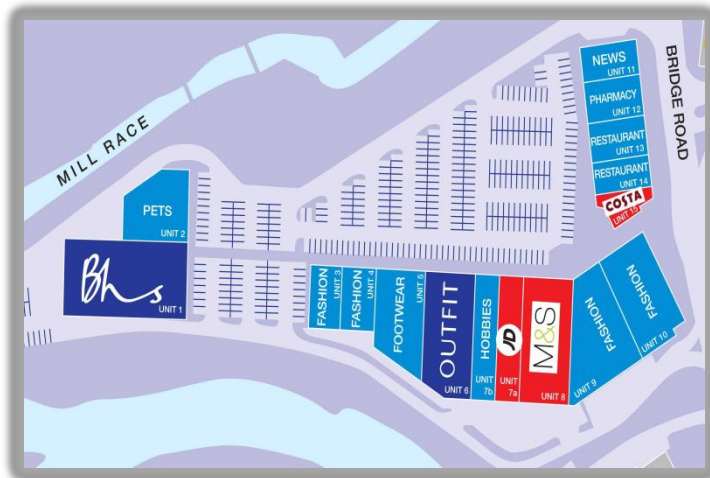 MILL RACE
BRIDGE ROAD
NEWS
UNIT 11
PHARMACY
UNIT 12
RESTAURANT
UNIT 13
RESTAURANT
UNIT 14
COSTA
UNIT 15
PETS
UNIT 2
Bhs
UNIT 1
FASHION
UNIT 3
FASHION
UNIT 4
FOOTWEAR
UNIT 5
OUTFIT
UNIT 6
HOBBIES
UNIT
7b
JD
UNIT
7a
M&S
UNIT 8
FASHION
UNIT 9
FASHION
UNIT 10